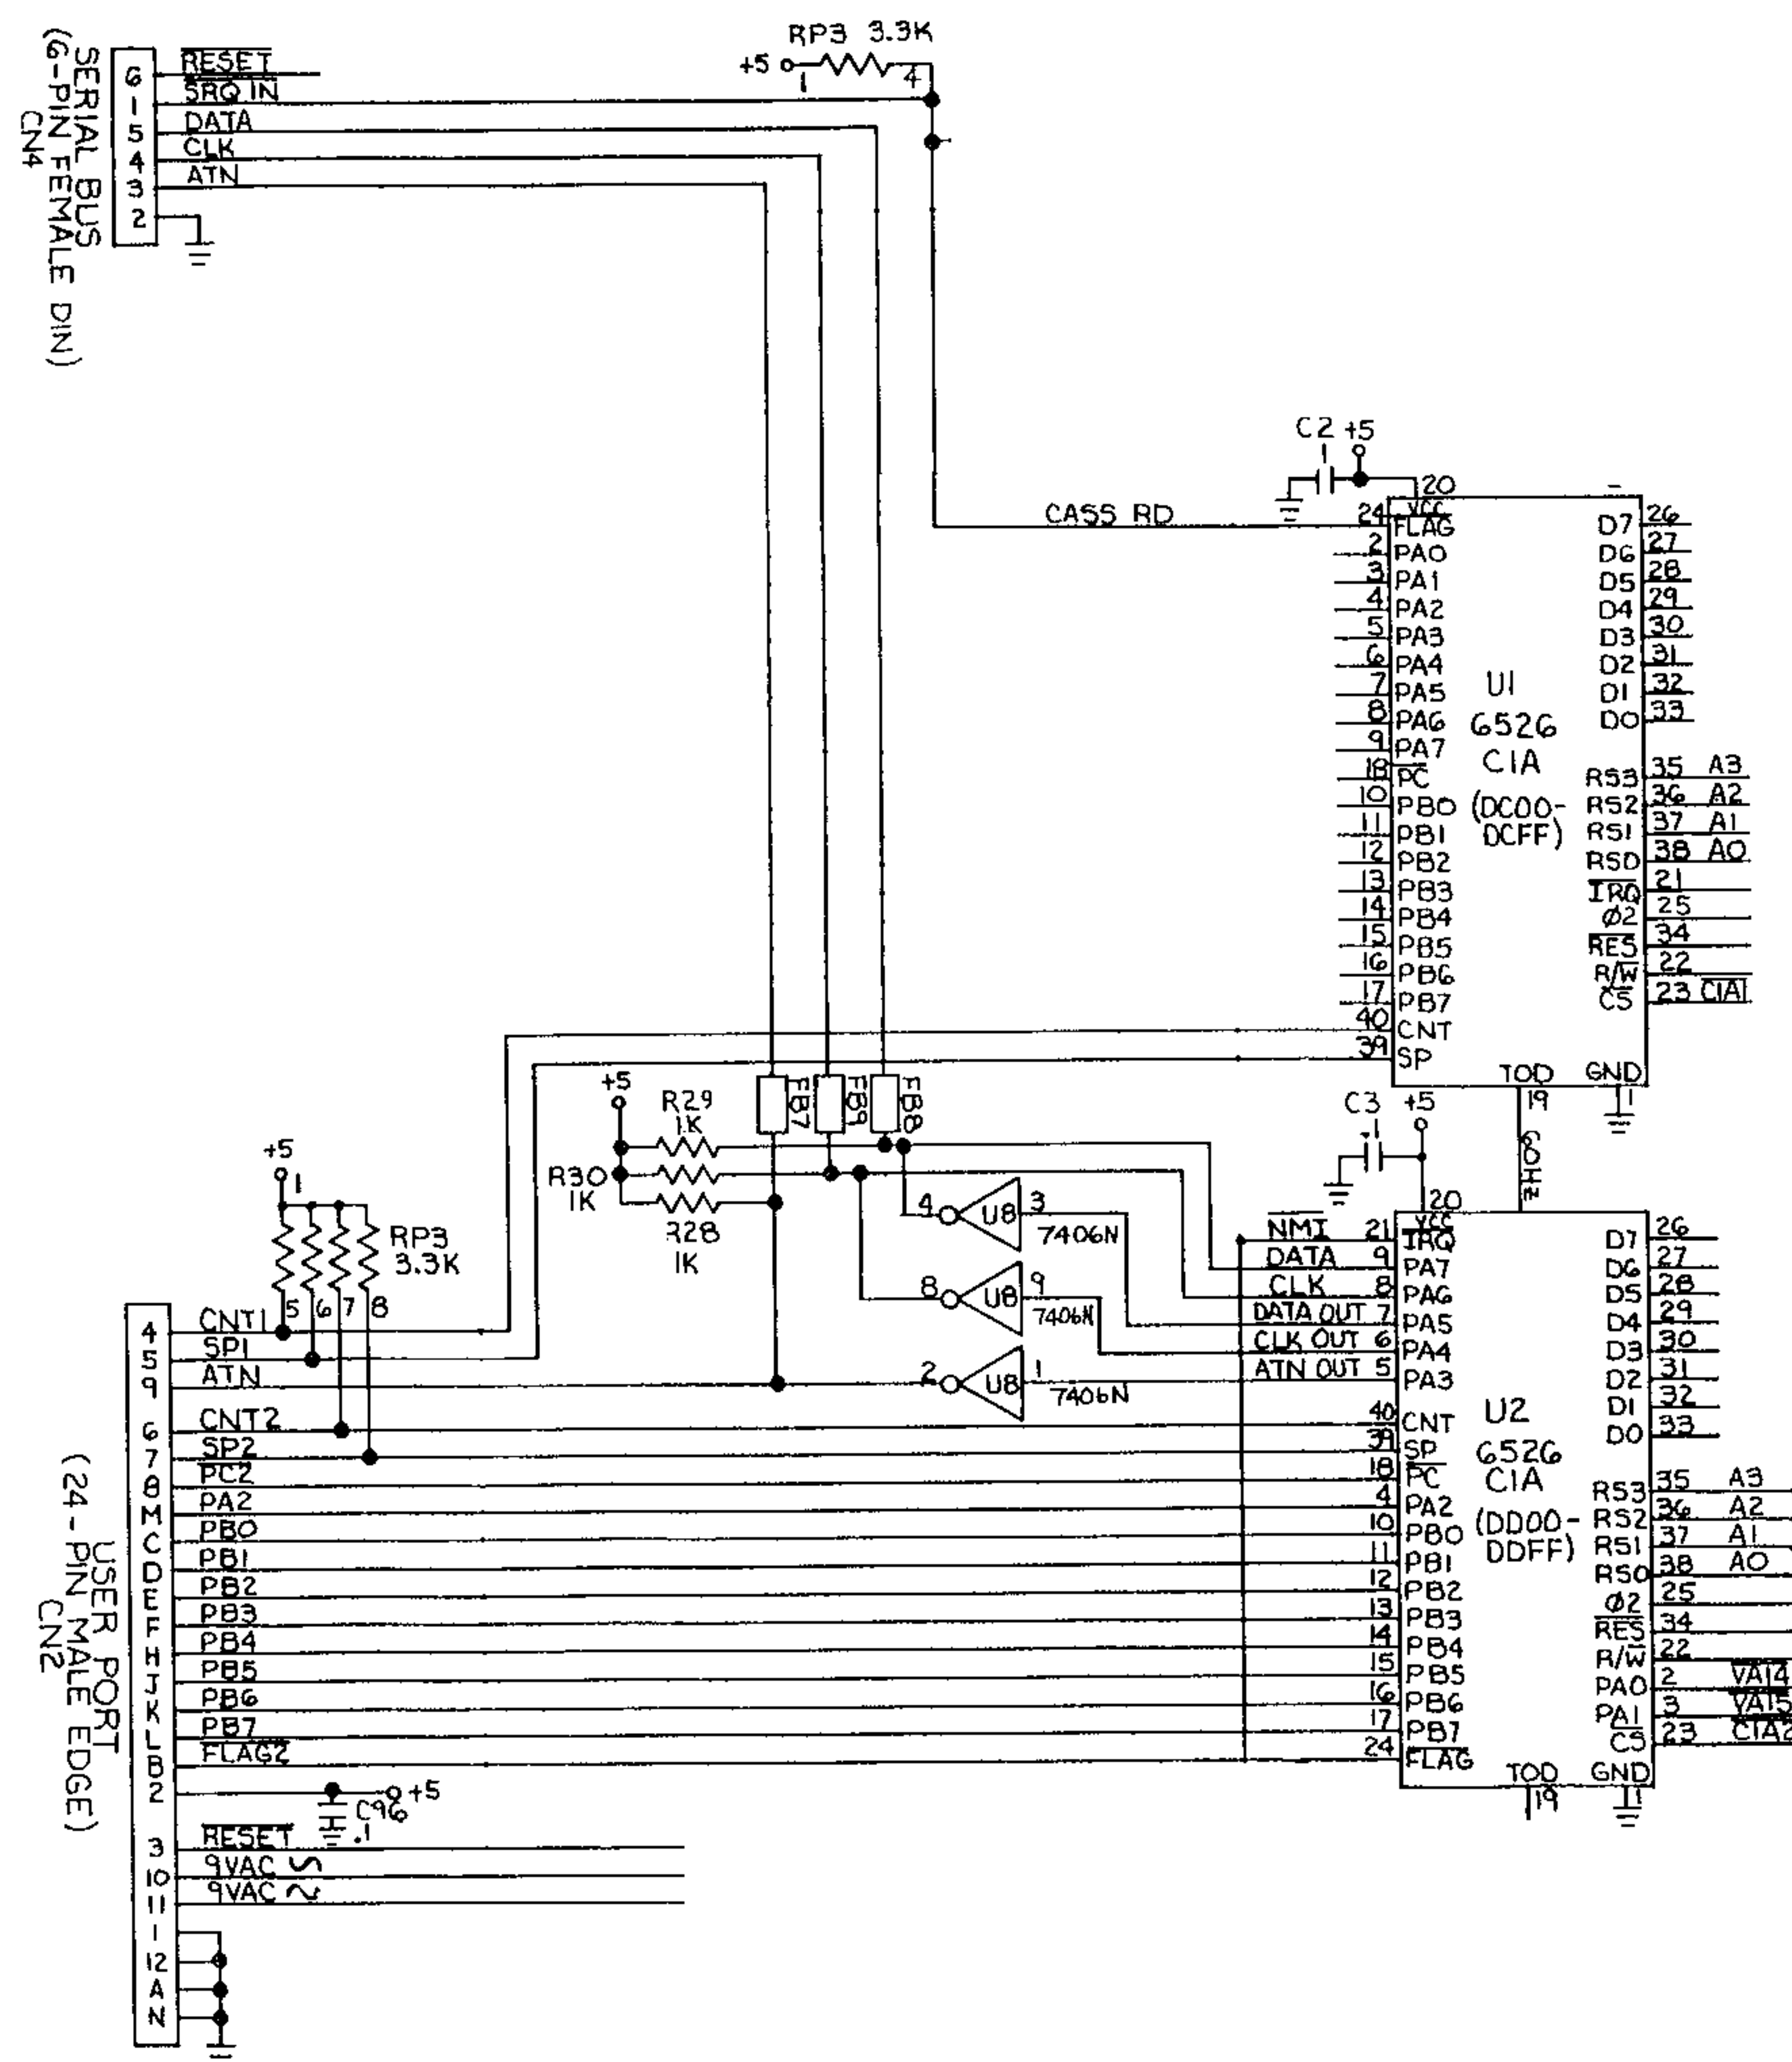 SERIAL BUS
(6-PIN FEMALE DIN)
CN4
6 RESET
1 SRQ IN
5 DATA
4 CLK
3 ATN
2
RP3 3.3K
+5 1 4
C2 +5
.1
CASS RD
U1
6526
CIA
(DC00-
DCFF)
20 VCC
24 FLAG
2 PA0
3 PA1
4 PA2
5 PA3
6 PA4
7 PA5
8 PA6
9 PA7
18 PC
10 PB0
11 PB1
12 PB2
13 PB3
14 PB4
15 PB5
16 PB6
17 PB7
40 CNT
39 SP
D7 26
D6 27
D5 28
D4 29
D3 30
D2 31
D1 32
D0 33
RS3 35 A3
RS2 36 A2
RS1 37 A1
RS0 38 A0
IRQ 21
Ø2 25
RES 34
R/W 22
CS 23 CIA1
TOD 19
GND 1
60Hz
+5
R29
1K
R30
1K
R28
1K
FB7
FB9
FB8
4 U8 3
7406N
8 U8 9
7406N
2 U8 1
7406N
C3 +5
.1
+5
1
RP3
3.3K
5 6 7 8
USER PORT
(24-PIN MALE EDGE)
CN2
4 CNT1
5 SP1
9 ATN
6 CNT2
7 SP2
8 PC2
M PA2
C PB0
D PB1
E PB2
F PB3
H PB4
J PB5
K PB6
L PB7
B FLAG2
2 +5
C96
.1
3 RESET
10 9VAC
11 9VAC
1
12
A
N
U2
6526
CIA
(DD00-
DDFF)
20 VCC
NMI 21 IRQ
DATA 9 PA7
CLK 8 PA6
DATA OUT 7 PA5
CLK OUT 6 PA4
ATN OUT 5 PA3
40 CNT
39 SP
18 PC
4 PA2
10 PB0
11 PB1
12 PB2
13 PB3
14 PB4
15 PB5
16 PB6
17 PB7
24 FLAG
D7 26
D6 27
D5 28
D4 29
D3 30
D2 31
D1 32
D0 33
RS3 35 A3
RS2 36 A2
RS1 37 A1
RS0 38 A0
Ø2 25
RES 34
R/W 22
PA0 2 VA14
PA1 3 VA15
CS 23 CIA2
TOD 19
GND 1